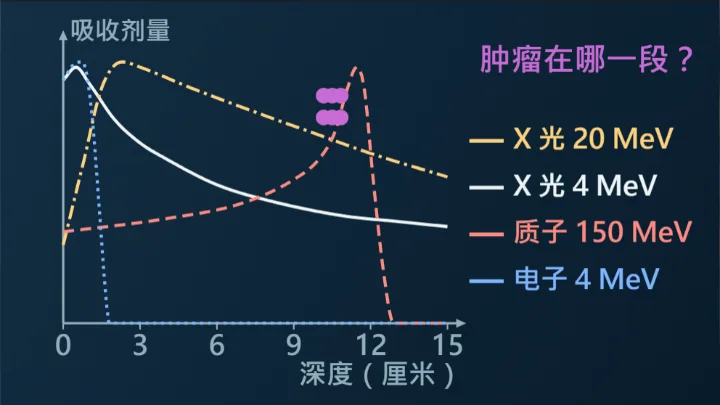 吸收剂量
肿瘤在哪一段？
X 光 20 MeV
X 光 4 MeV
质子 150 MeV
电子 4 MeV
0 3 6 9 12 15
深度（厘米）